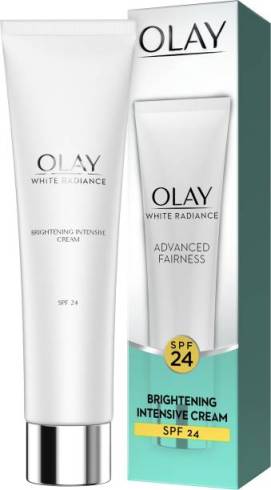 OLAY
WHITE RADIANCE
BRIGHTENING INTENSIVE
CREAM
SPF 24
OLAY
OLAY
WHITE RADIANCE
ADVANCED
FAIRNESS
SPF
24
BRIGHTENING
INTENSIVE CREAM
SPF 24